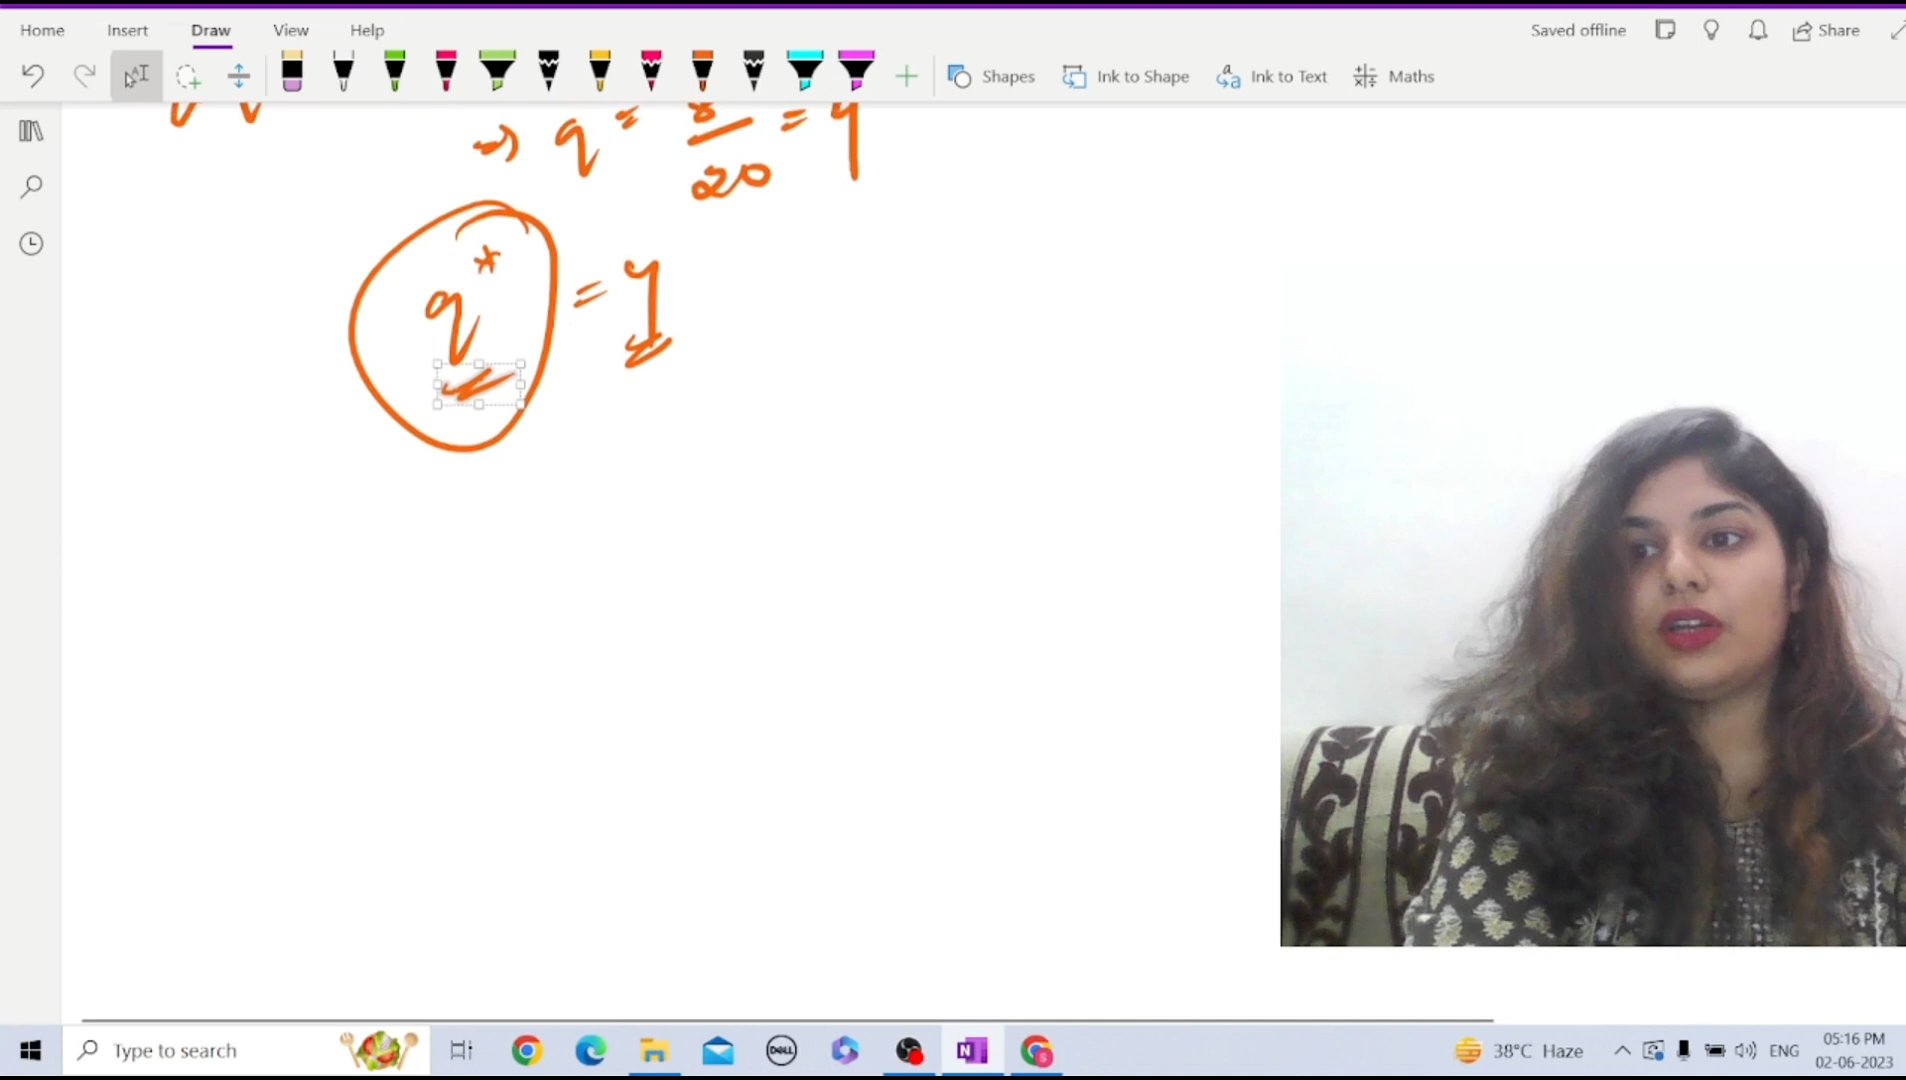 Home Insert Draw View Help Saved offline Share
Shapes Ink to Shape Ink to Text Maths
⇒ q = 8/20 = 4
q* = 4
Type to search DELL N S 38°C Haze ENG 05:16 PM
02-06-2023